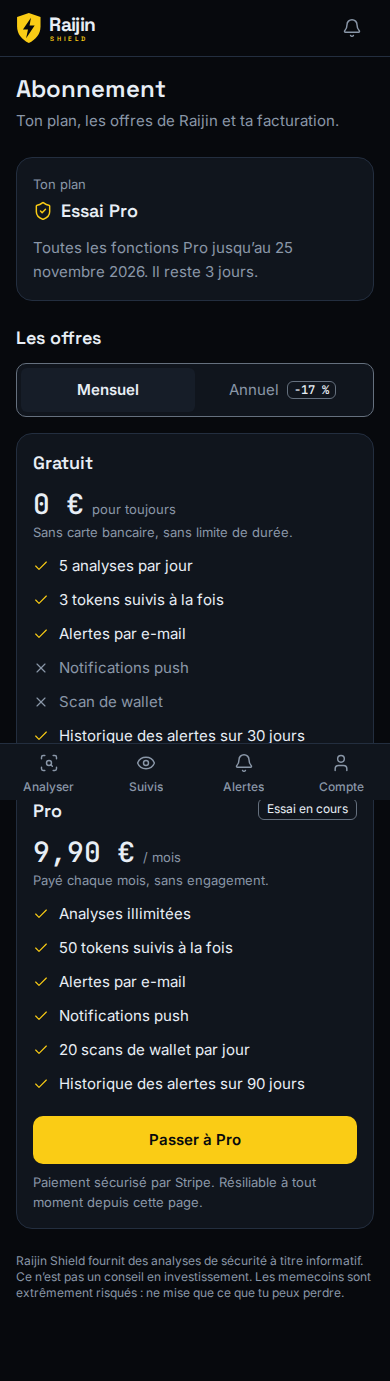 Raijin
SHIELD
Abonnement
Ton plan, les offres de Raijin et ta facturation.
Ton plan
Essai Pro
Toutes les fonctions Pro jusqu’au 25
novembre 2026. Il reste 3 jours.
Les offres
Mensuel
Annuel -17 %
Gratuit
0 € pour toujours
Sans carte bancaire, sans limite de durée.
5 analyses par jour
3 tokens suivis à la fois
Alertes par e-mail
Notifications push
Scan de wallet
Historique des alertes sur 30 jours
Analyser
Suivis
Alertes
Compte
Pro
Essai en cours
9,90 € / mois
Payé chaque mois, sans engagement.
Analyses illimitées
50 tokens suivis à la fois
Alertes par e-mail
Notifications push
20 scans de wallet par jour
Historique des alertes sur 90 jours
Passer à Pro
Paiement sécurisé par Stripe. Résiliable à tout
moment depuis cette page.
Raijin Shield fournit des analyses de sécurité à titre informatif.
Ce n’est pas un conseil en investissement. Les memecoins sont
extrêmement risqués : ne mise que ce que tu peux perdre.